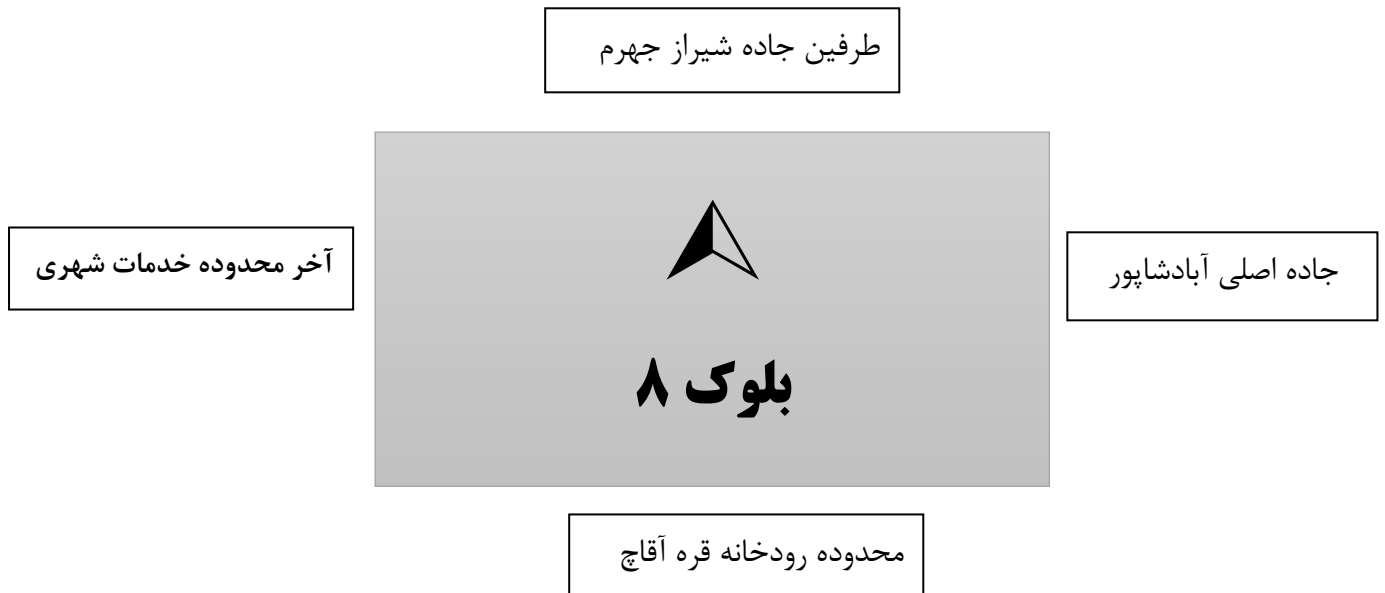 طرفین جاده شیراز جهرم
جاده اصلی آبادشاپور
آخر محدوده خدمات شهری
بلوک ۸
محدوده رودخانه قره آقاچ